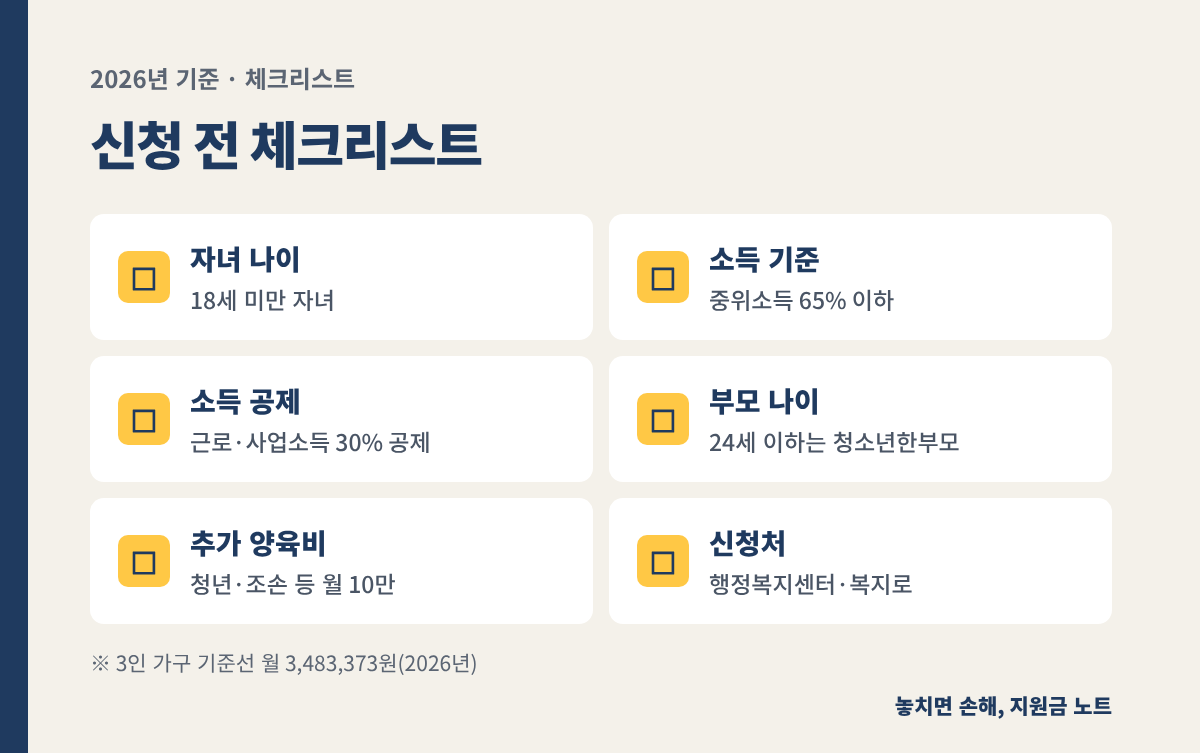 2026년 기준 · 체크리스트
신청 전 체크리스트
자녀 나이
18세 미만 자녀
소득 기준
중위소득 65% 이하
소득 공제
근로·사업소득 30% 공제
부모 나이
24세 이하는 청소년한부모
추가 양육비
청년·조손 등 월 10만
신청처
행정복지센터·복지로
※ 3인 가구 기준선 월 3,483,373원(2026년)
놓치면 손해, 지원금 노트